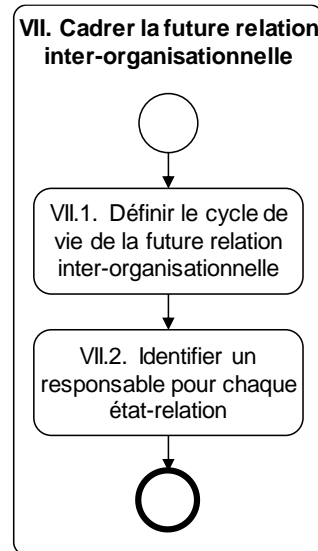 VII. Cadrer la future relation
inter-organisationnelle
VII.1. Définir le cycle de
vie de la future relation
inter-organisationnelle
VII.2. Identifier un
responsable pour chaque
état-relation